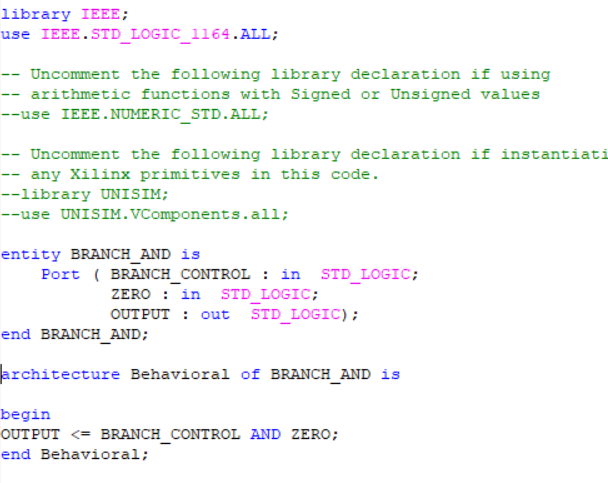 library IEEE;
use IEEE.STD_LOGIC_1164.ALL;
-- Uncomment the following library declaration if using
-- arithmetic functions with Signed or Unsigned values
--use IEEE.NUMERIC_STD.ALL;
-- Uncomment the following library declaration if instantiati
-- any Xilinx primitives in this code.
--library UNISIM;
--use UNISIM.VComponents.all;
entity BRANCH_AND is
    Port ( BRANCH_CONTROL : in  STD_LOGIC;
           ZERO : in  STD_LOGIC;
           OUTPUT : out  STD_LOGIC);
end BRANCH_AND;
architecture Behavioral of BRANCH_AND is
begin
OUTPUT <= BRANCH_CONTROL AND ZERO;
end Behavioral;